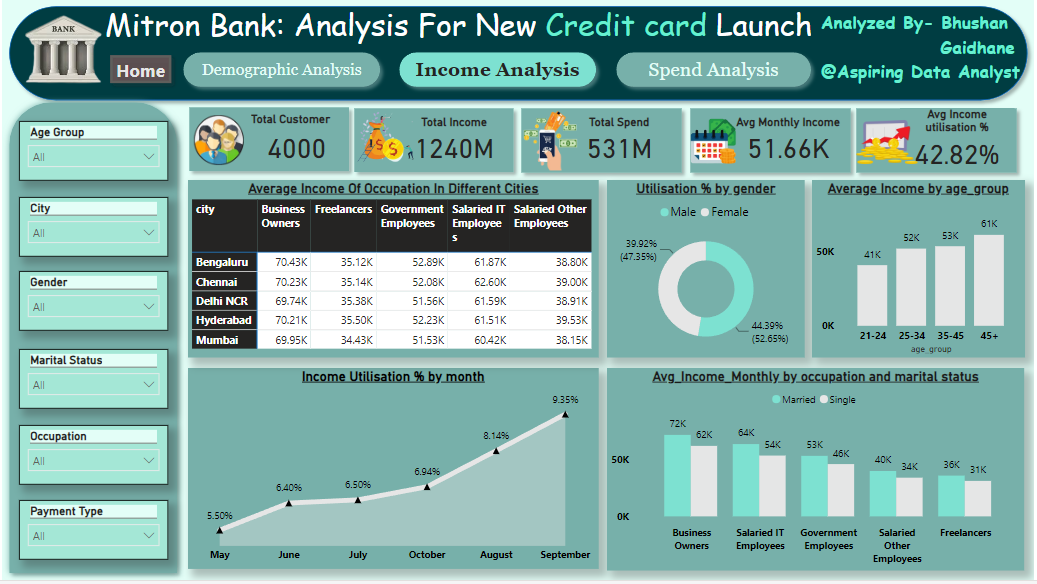 BANK
Mitron Bank: Analysis For New Credit card Launch
Analyzed By- Bhushan
Gaidhane
@Aspiring Data Analyst
Home
Demographic Analysis
Income Analysis
Spend Analysis
Age Group
All
City
All
Gender
All
Marital Status
All
Occupation
All
Payment Type
All
Total Customer
4000
Total Income
1240M
Total Spend
531M
Avg Monthly Income
51.66K
Avg Income
utilisation %
42.82%
Average Income Of Occupation In Different Cities
city Business Owners Freelancers Government Employees Salaried IT Employees Salaried Other Employees
Bengaluru 70.43K 35.12K 52.89K 61.87K 38.80K
Chennai 70.23K 35.14K 52.08K 62.60K 39.00K
Delhi NCR 69.74K 35.38K 51.56K 61.59K 38.91K
Hyderabad 70.21K 35.50K 52.23K 61.51K 39.53K
Mumbai 69.95K 34.43K 51.53K 60.42K 38.15K
Utilisation % by gender
Male Female
39.92%
(47.35%)
44.39%
(52.65%)
Average Income by age_group
61K
52K 53K
41K
50K
0K
21-24 25-34 35-45 45+
age_group
Income Utilisation % by month
9.35%
8.14%
6.94%
6.50%
6.40%
5.50%
May June July October August September
Avg_Income_Monthly by occupation and marital status
Married Single
72K 62K 64K 54K 53K 46K 40K 34K 36K 31K
50K
0K
Business Owners
Salaried IT Employees
Government Employees
Salaried Other Employees
Freelancers